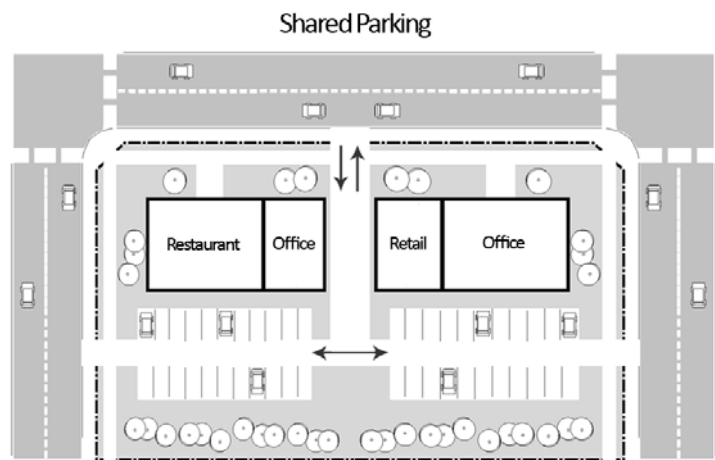 Shared Parking
Restaurant
Office
Retail
Office